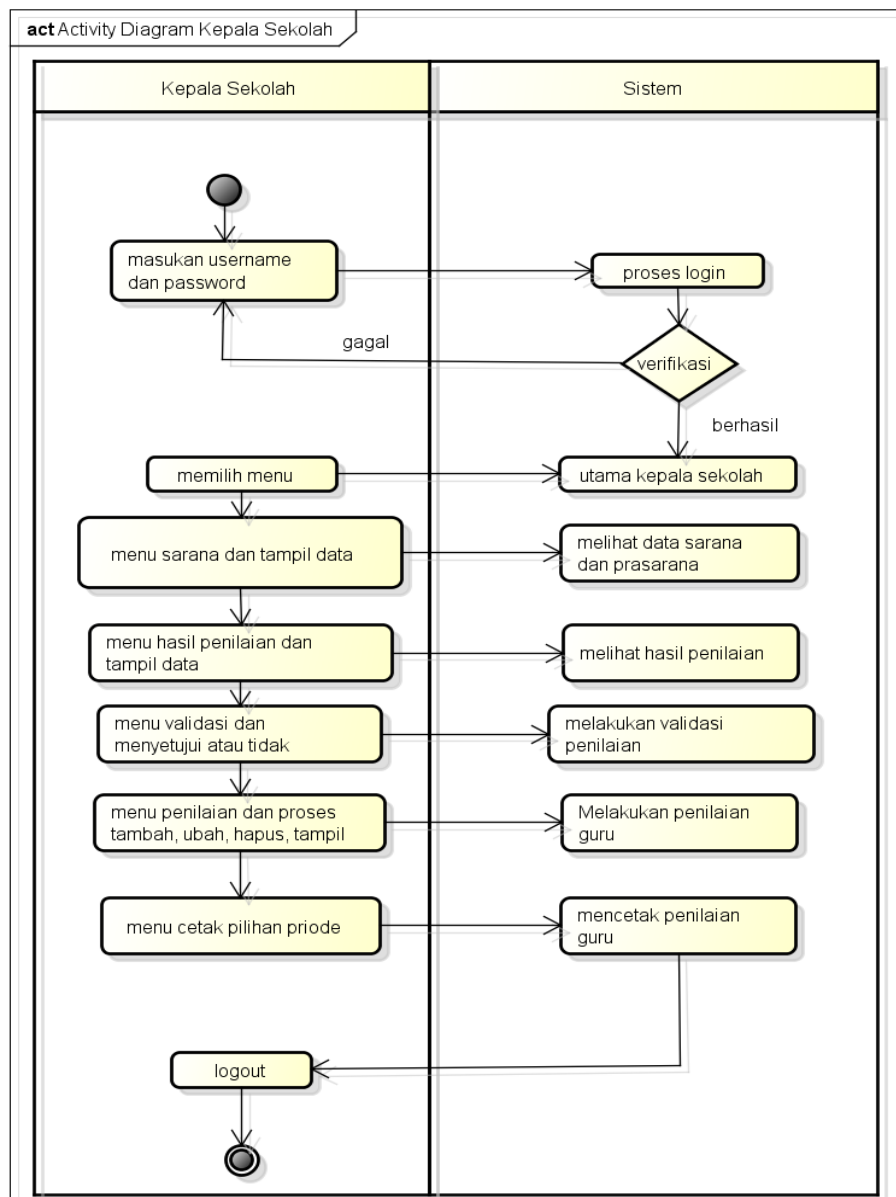 act Activity Diagram Kepala Sekolah
Kepala Sekolah
Sistem
masukan username
dan password
proses login
gagal
verifikasi
berhasil
memilih menu
utama kepala sekolah
menu sarana dan tampil data
melihat data sarana
dan prasarana
menu hasil penilaian dan
tampil data
melihat hasil penilaian
menu validasi dan
menyetujui atau tidak
melakukan validasi
penilaian
menu penilaian dan proses
tambah, ubah, hapus, tampil
Melakukan penilaian
guru
menu cetak pilihan priode
mencetak penilaian
guru
logout